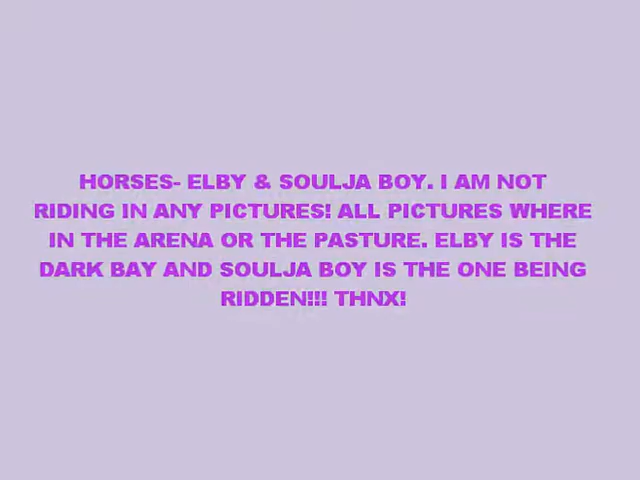 HORSES- ELBY & SOULJA BOY. I AM NOT
RIDING IN ANY PICTURES! ALL PICTURES WHERE
IN THE ARENA OR THE PASTURE. ELBY IS THE
DARK BAY AND SOULJA BOY IS THE ONE BEING
RIDDEN!!! THNX!